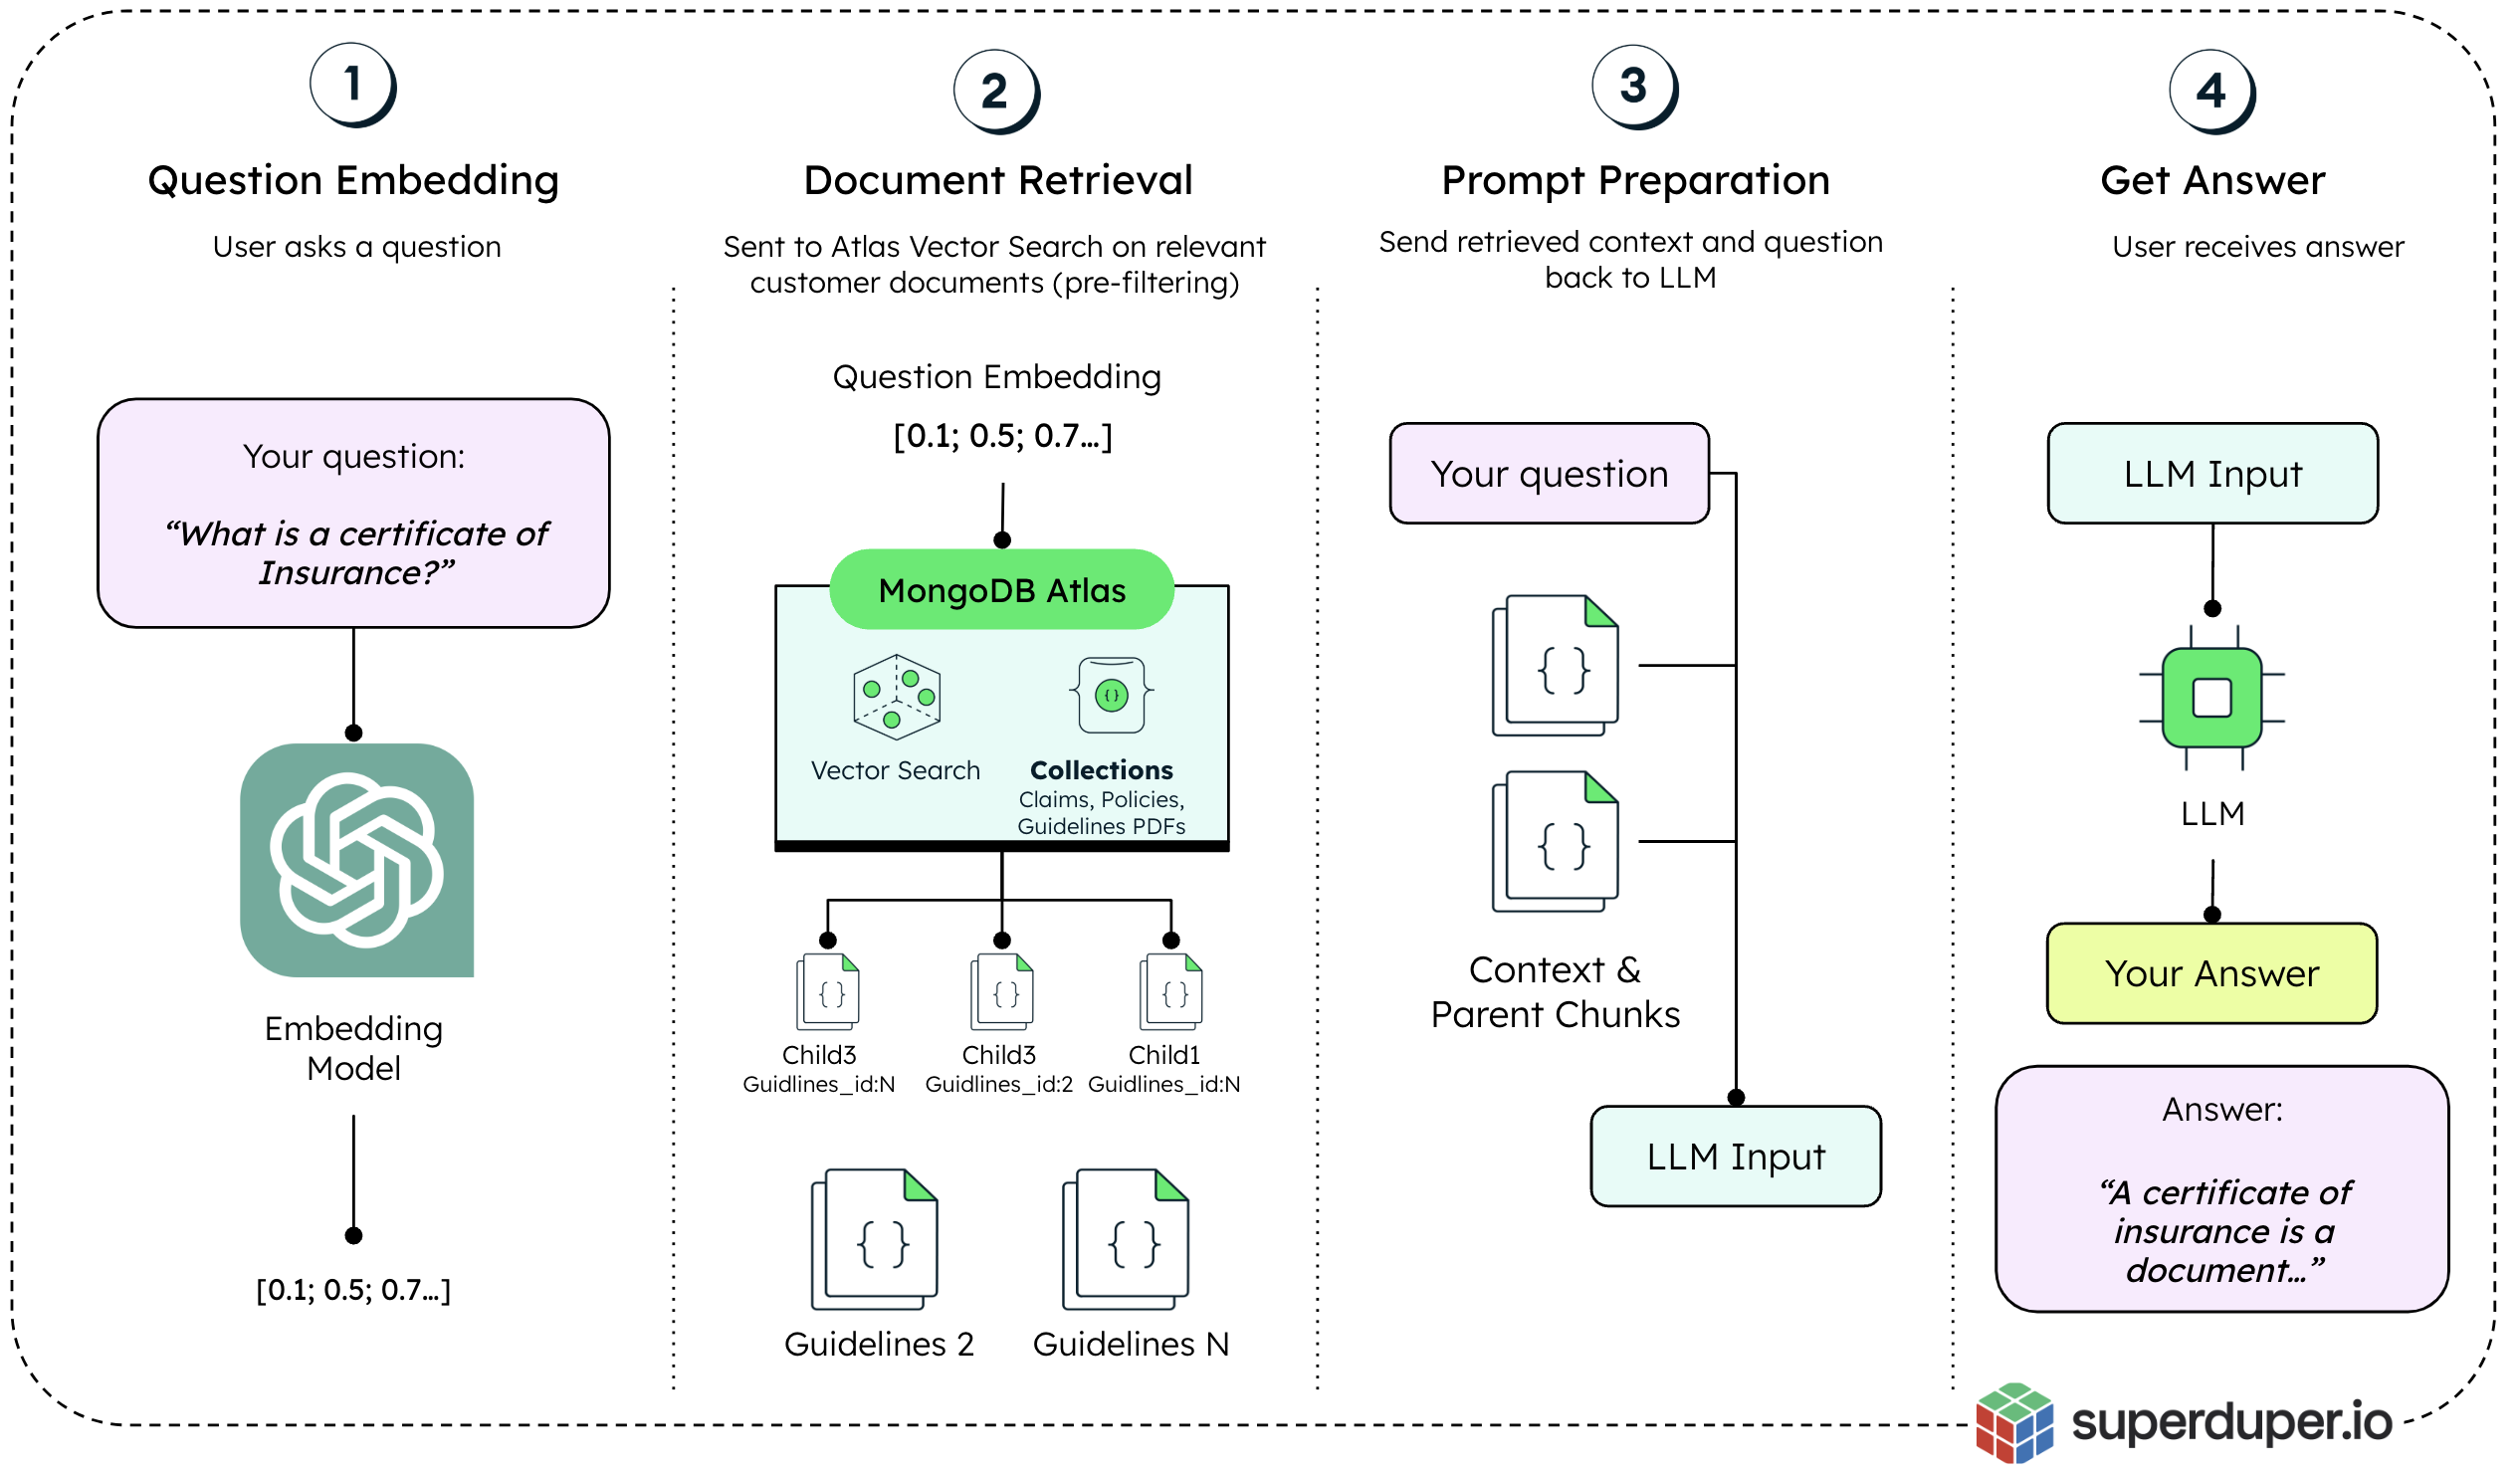 1
Question Embedding
User asks a question
Your question:
“What is a certificate of
Insurance?”
Embedding
Model
[0.1; 0.5; 0.7...]
2
Document Retrieval
Sent to Atlas Vector Search on relevant
customer documents (pre-filtering)
Question Embedding
[0.1; 0.5; 0.7...]
MongoDB Atlas
Vector Search
Collections
Claims, Policies,
Guidelines PDFs
Child3
Guidlines_id:N
Child3
Guidlines_id:2
Child1
Guidlines_id:N
Guidelines 2
Guidelines N
3
Prompt Preparation
Send retrieved context and question
back to LLM
Your question
Context &
Parent Chunks
LLM Input
4
Get Answer
User receives answer
LLM Input
LLM
Your Answer
Answer:
“A certificate of
insurance is a
document...”
superduper.io